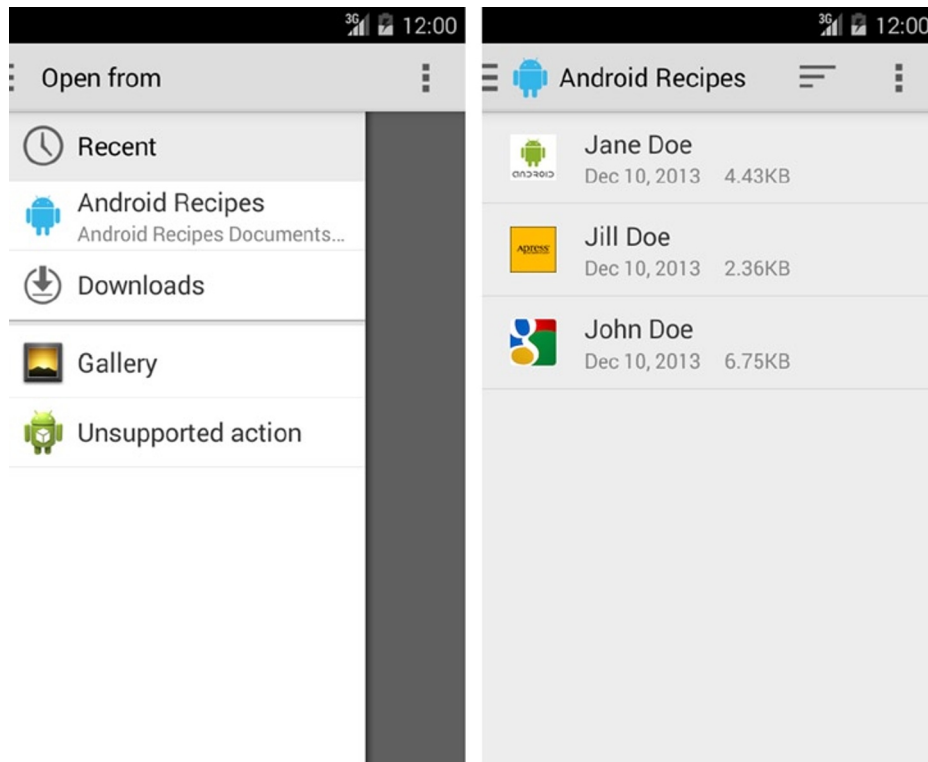 3G 12:00
Open from
Recent
Android Recipes
Android Recipes Documents...
Downloads
Gallery
Unsupported action
3G 12:00
Android Recipes
Jane Doe
Dec 10, 2013 4.43KB
ANDROID
Jill Doe
Dec 10, 2013 2.36KB
Apress
John Doe
Dec 10, 2013 6.75KB